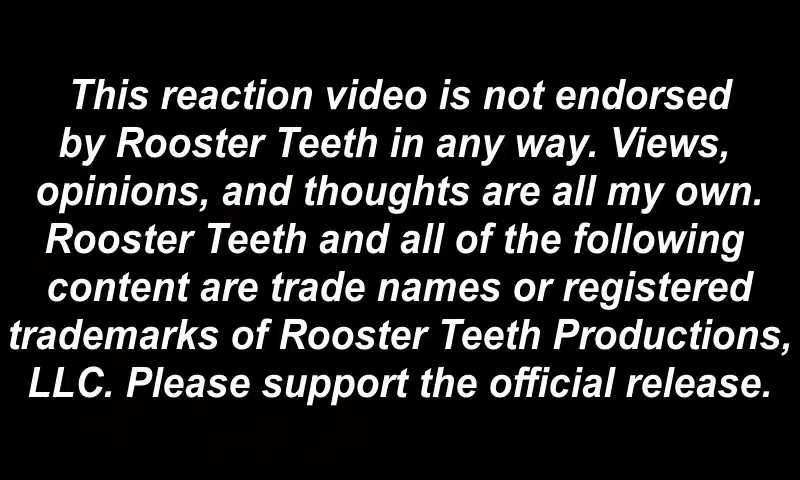 This reaction video is not endorsed
by Rooster Teeth in any way. Views,
opinions, and thoughts are all my own.
Rooster Teeth and all of the following
content are trade names or registered
trademarks of Rooster Teeth Productions,
LLC. Please support the official release.